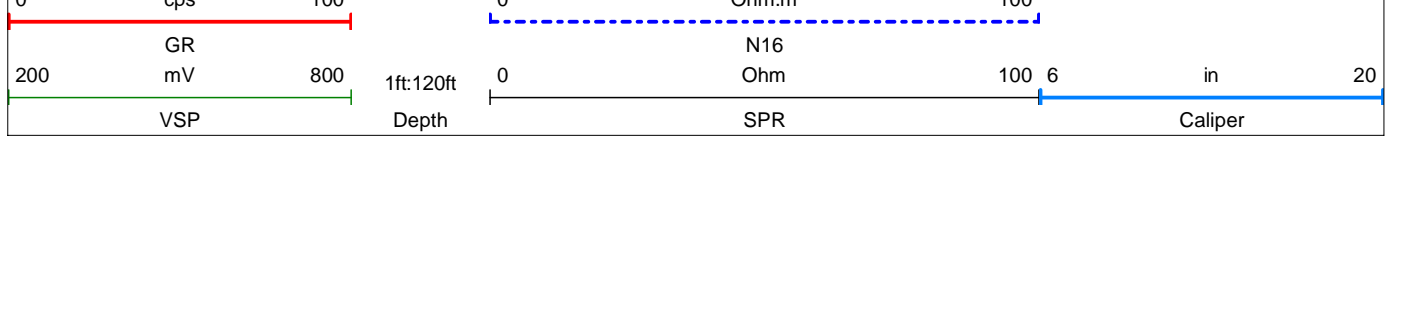 0 cps 100 0 Ohm.m 100
GR N16
200 mV 800 1ft:120ft 0 Ohm 100 6 in 20
VSP Depth SPR Caliper